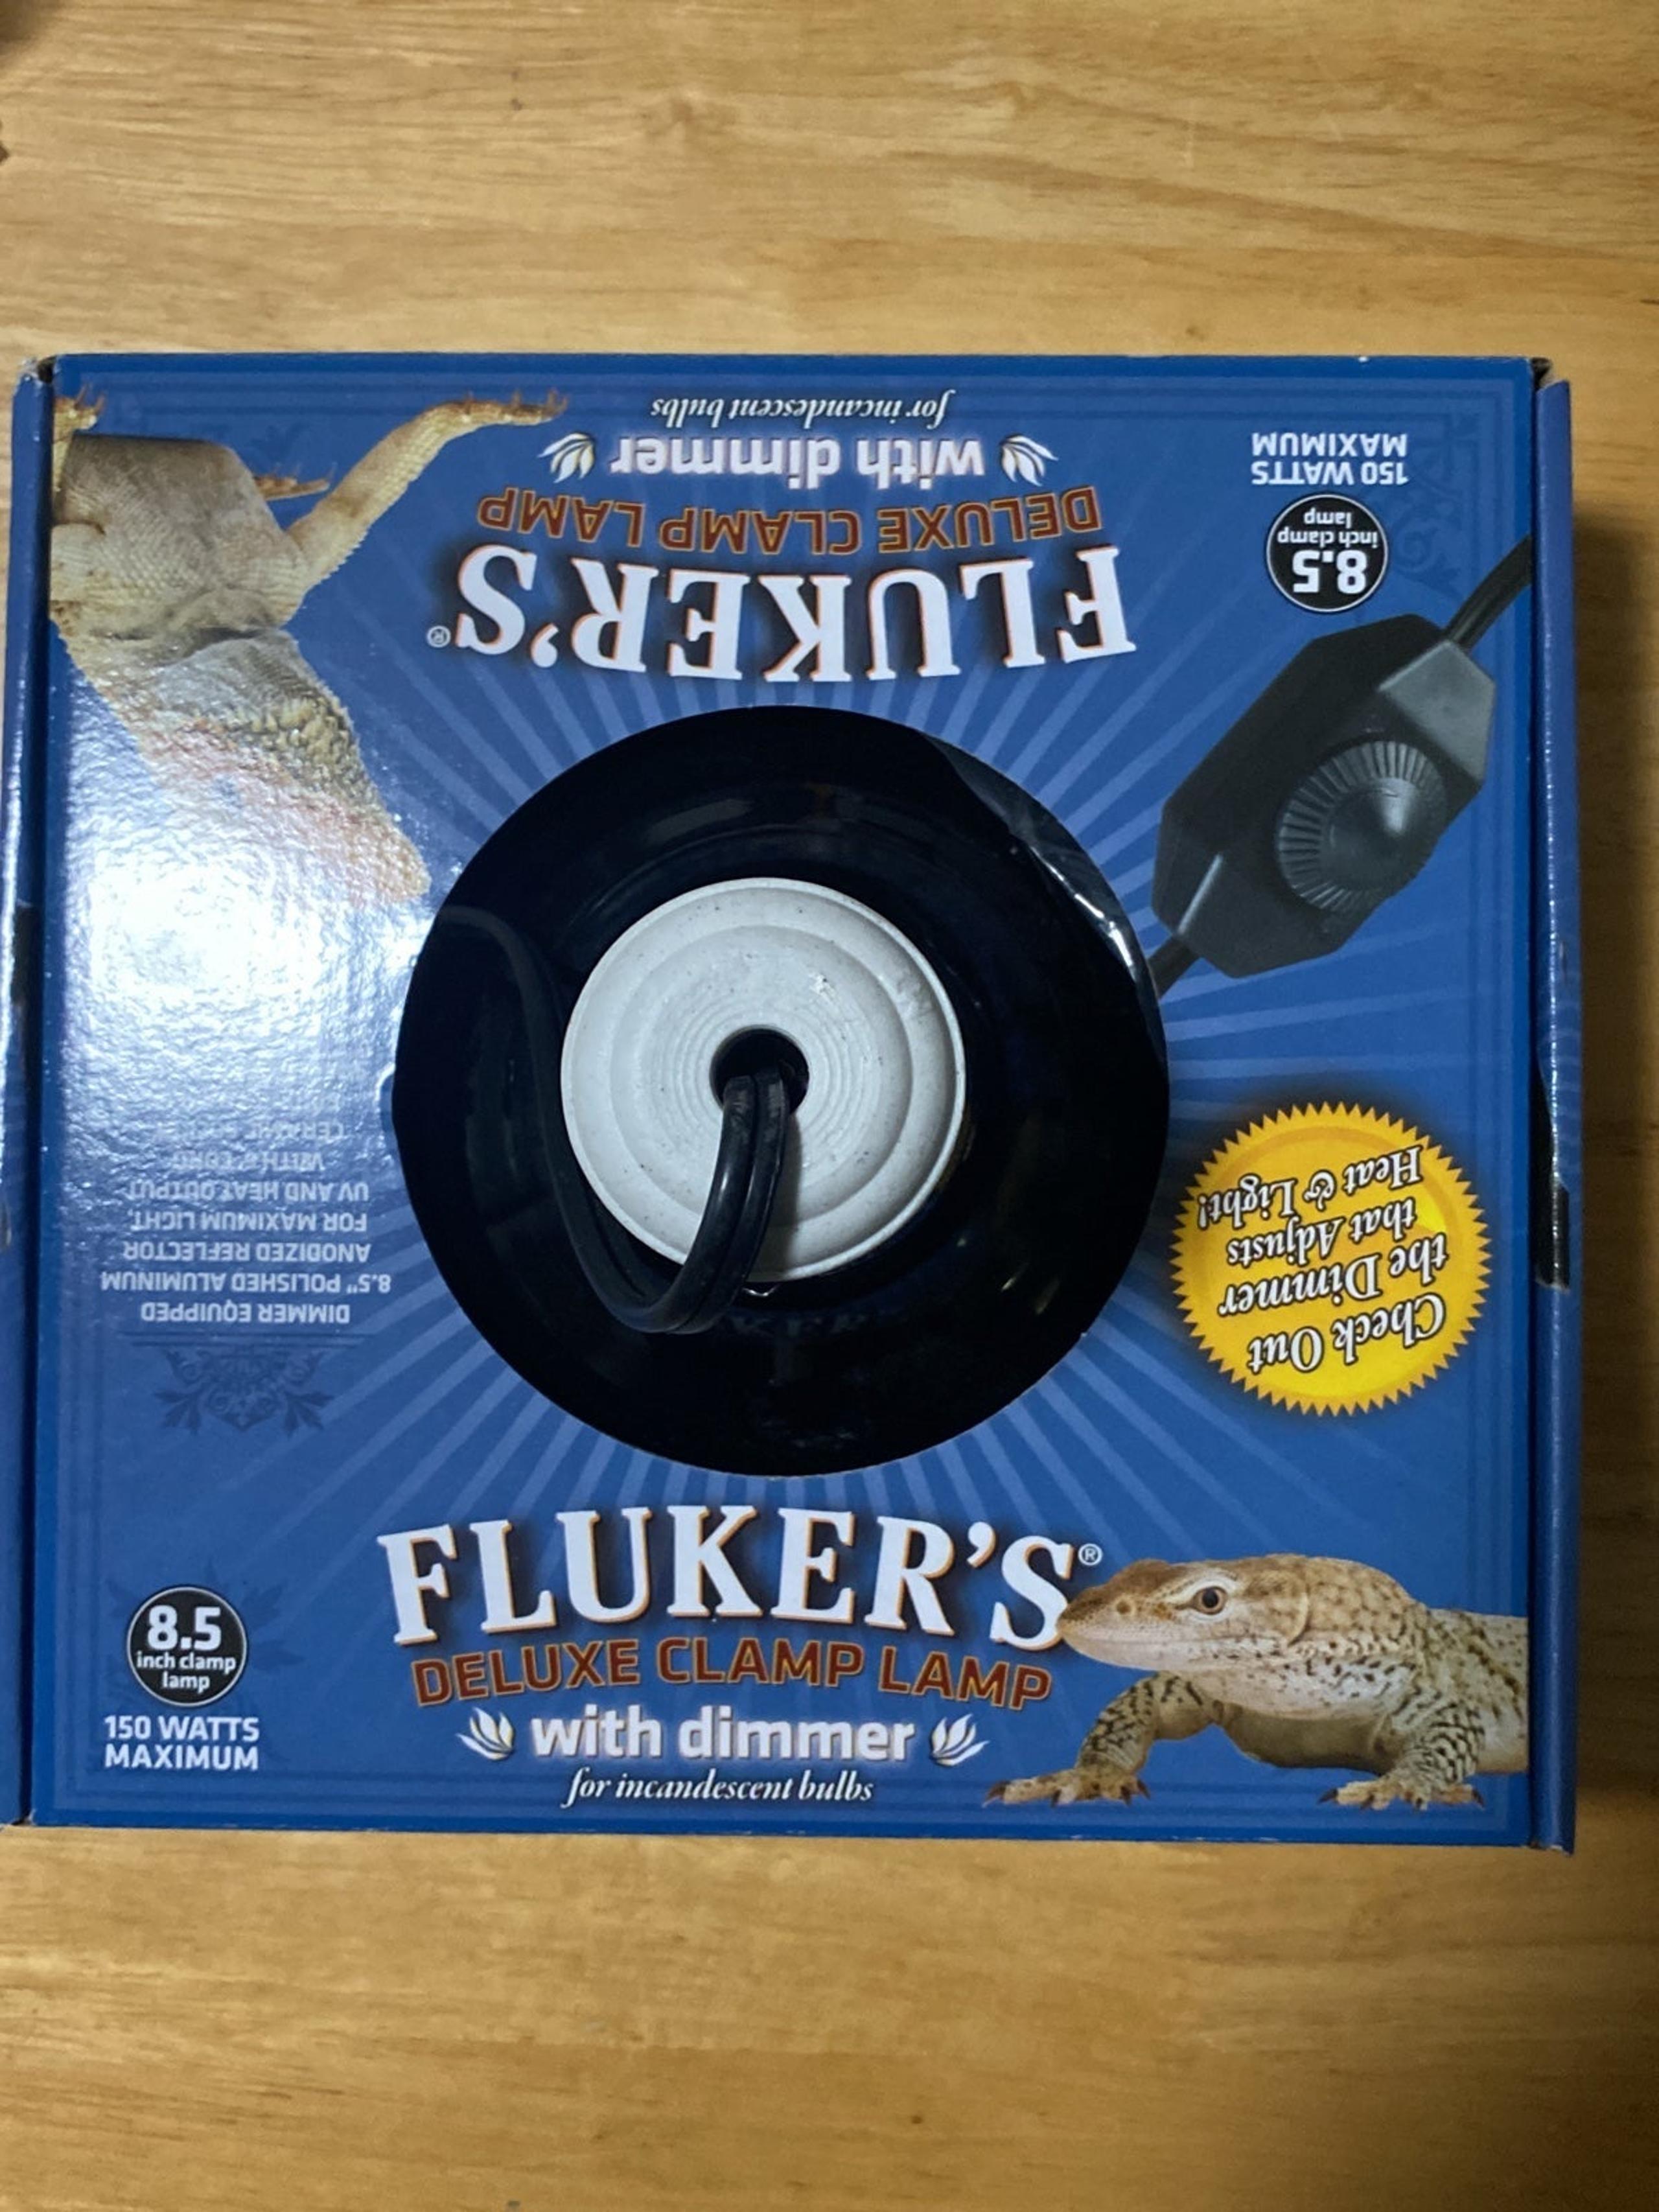 for incandescent bulbs
with dimmer
DELUXE CLAMP LAMP
FLUKER'S®
150 WATTS
MAXIMUM
8.5
inch clamp
lamp
Check Out
the Dimmer
that Adjusts
Heat & Light!
DIMMER EQUIPPED
8.5" POLISHED ALUMINUM
ANODIZED REFLECTOR
FOR MAXIMUM LIGHT,
UV AND HEAT OUTPUT
WITH 6' CORD
CERAMIC
FLUKER'S®
DELUXE CLAMP LAMP
with dimmer
for incandescent bulbs
8.5
inch clamp
lamp
150 WATTS
MAXIMUM